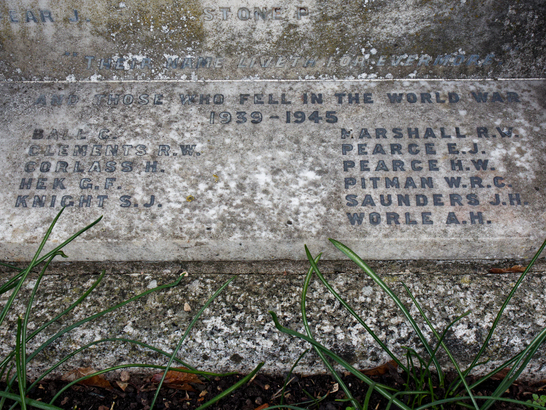 EAR J. STONE P.
"THEIR NAME LIVETH FOR EVERMORE"
AND THOSE WHO FELL IN THE WORLD WAR
1939-1945
BALL C.
CLEMENTS R.W.
CORLASS H.
HEK G.F.
KNIGHT S.J.
MARSHALL R.W.
PEARCE E.J.
PEARCE H.W.
PITMAN W.R.C.
SAUNDERS J.H.
WORLE A.H.